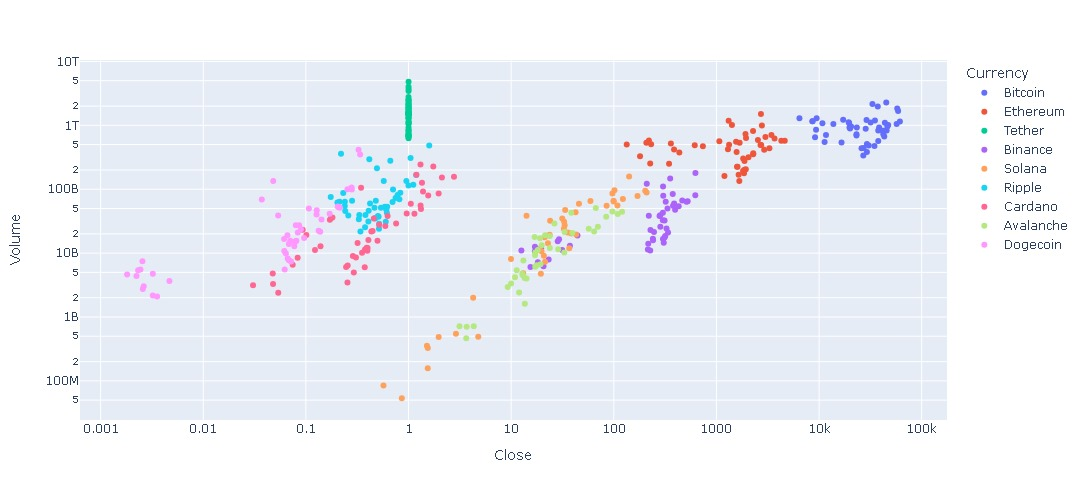 10T
5
2
1T
5
2
100B
5
2
10B
5
2
1B
5
2
100M
5
0.001 0.01 0.1 1 10 100 1000 10k 100k
Close
Volume
Currency
Bitcoin
Ethereum
Tether
Binance
Solana
Ripple
Cardano
Avalanche
Dogecoin